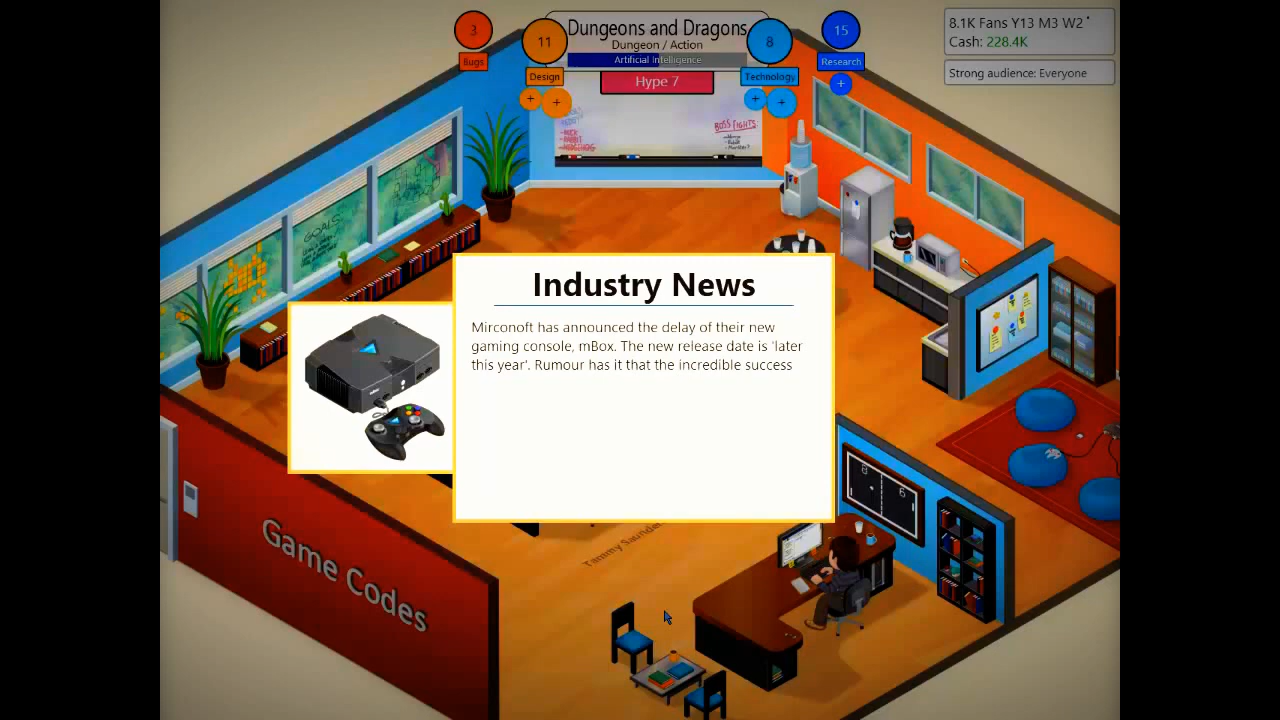 Dungeons and Dragons
Dungeon / Action
Artificial Intelligence
Hype 7
3
Bugs
11
Design
+ +
8
Technology
+ +
15
Research
+
8.1K Fans Y13 M3 W2
Cash: 228.4K
Strong audience: Everyone
BOSS FIGHTS
GOALS:
Industry News
Mirconoft has announced the delay of their new
gaming console, mBox. The new release date is 'later
this year'. Rumour has it that the incredible success
6
Game Codes
Tammy Saunder